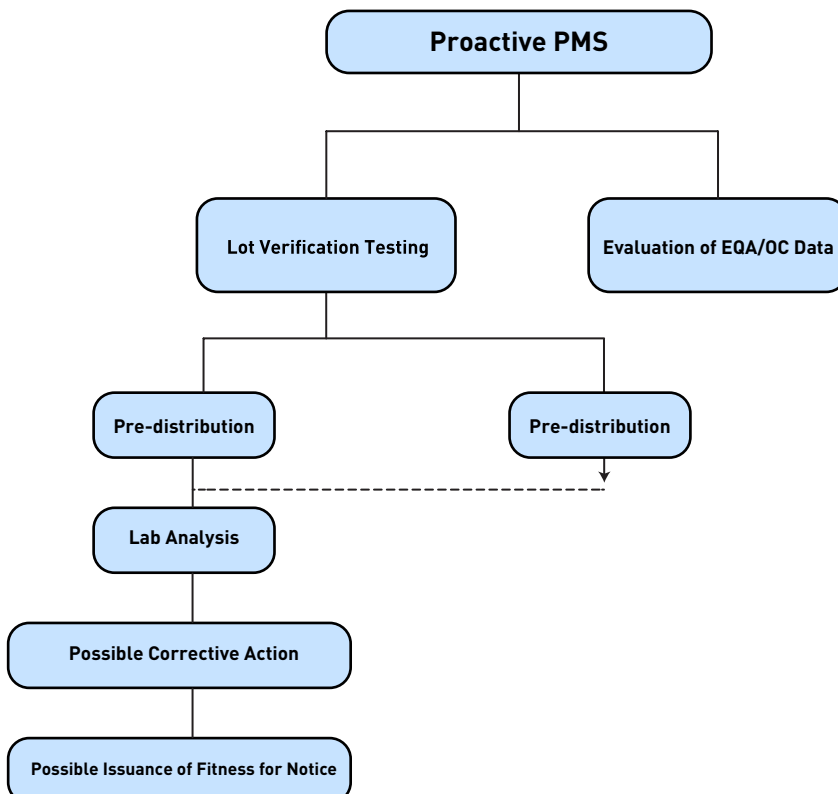 Proactive PMS
Lot Verification Testing
Evaluation of EQA/OC Data
Pre-distribution
Pre-distribution
Lab Analysis
Possible Corrective Action
Possible Issuance of Fitness for Notice